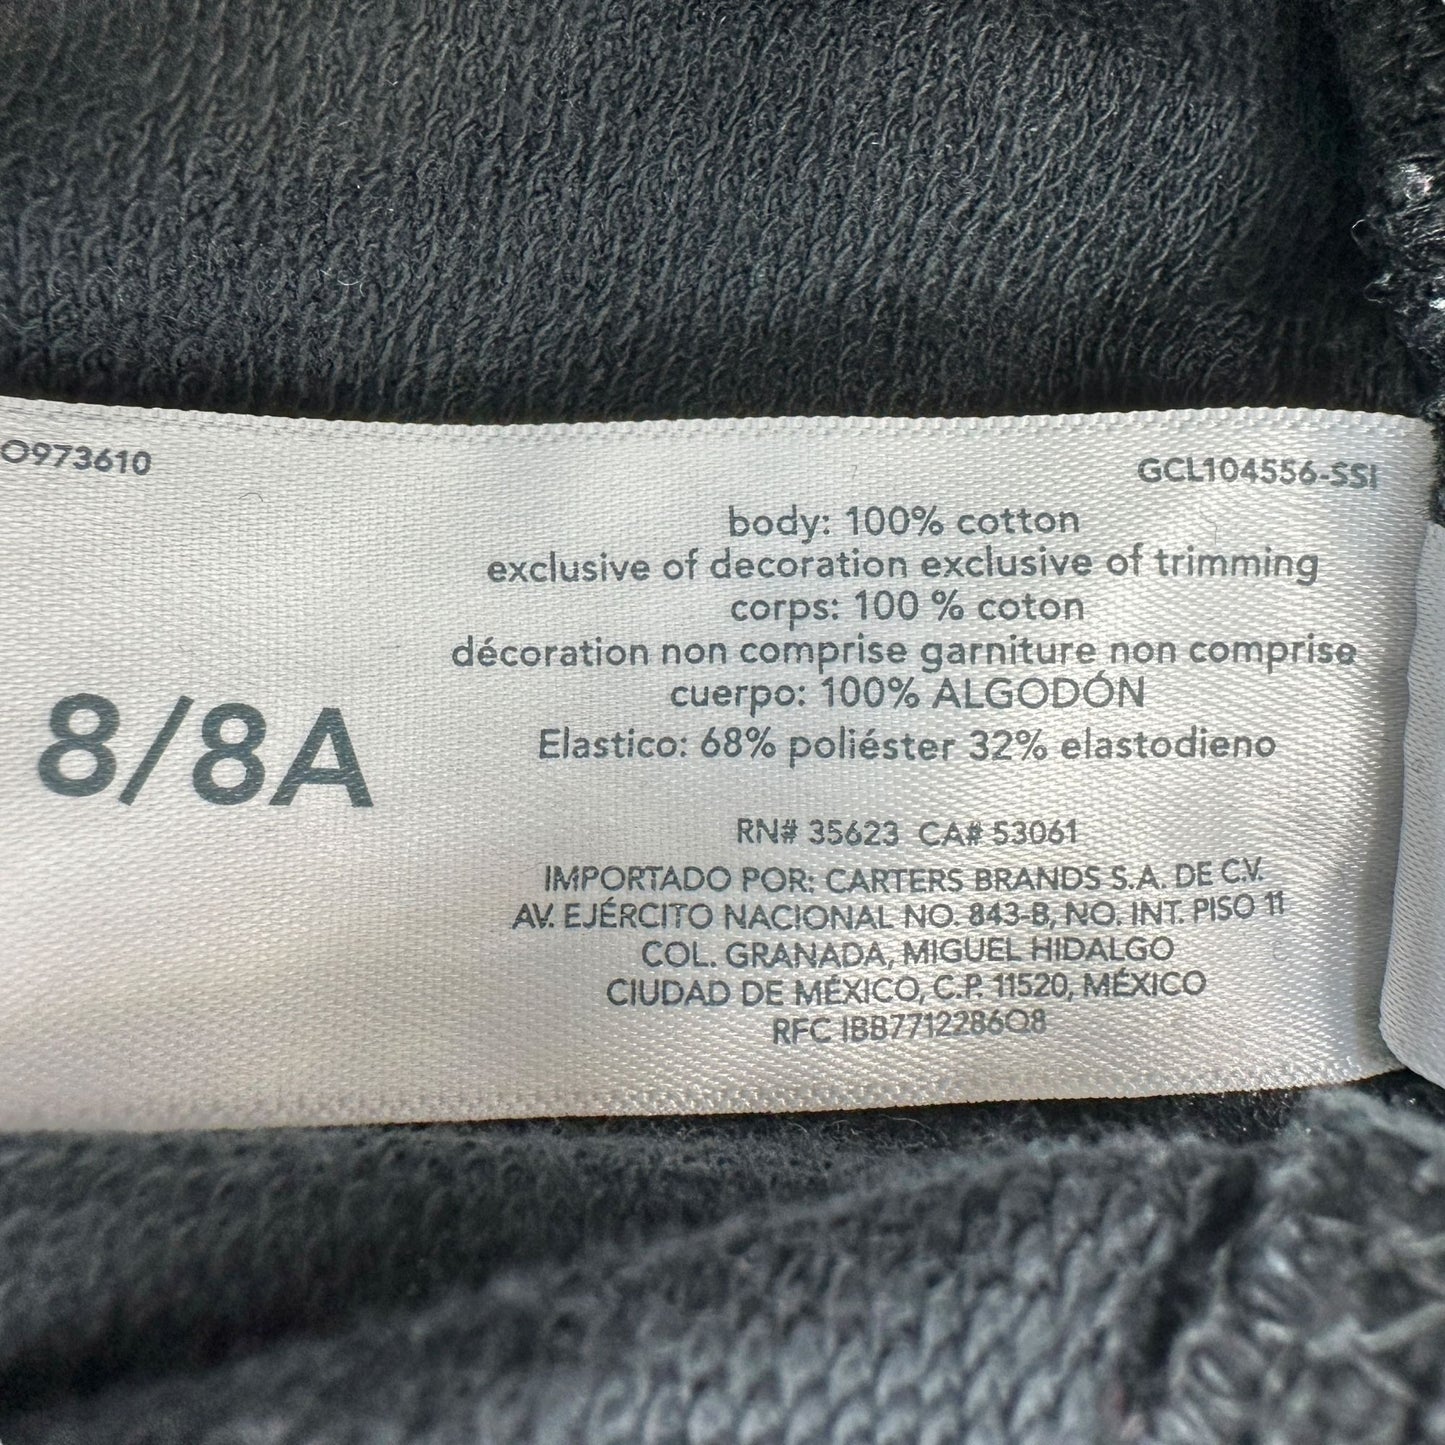 O973610
GCL104556-SSI
body: 100% cotton
exclusive of decoration exclusive of trimming
corps: 100 % coton
décoration non comprise garniture non comprise
cuerpo: 100% ALGODÓN
Elastico: 68% poliéster 32% elastodieno
8/8A
RN# 35623 CA# 53061
IMPORTADO POR: CARTERS BRANDS S.A. DE C.V.
AV. EJÉRCITO NACIONAL NO. 843-B, NO. INT. PISO 11
COL. GRANADA, MIGUEL HIDALGO
CIUDAD DE MÉXICO, C.P. 11520, MÉXICO
RFC IBB7712286Q8